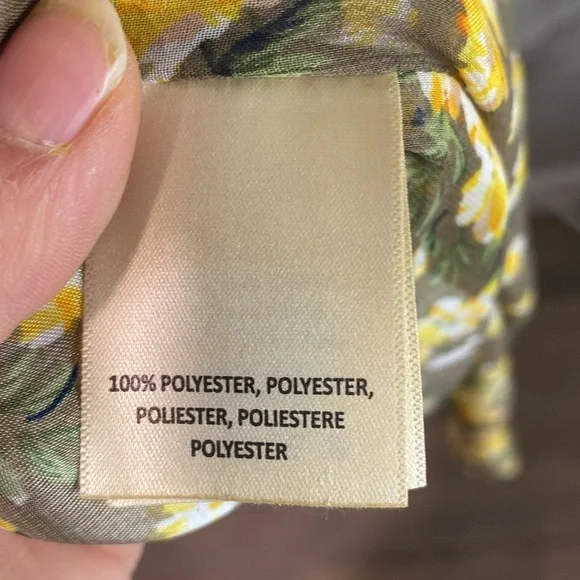 100% POLYESTER, POLYESTER,
POLIESTER, POLIESTERE
POLYESTER